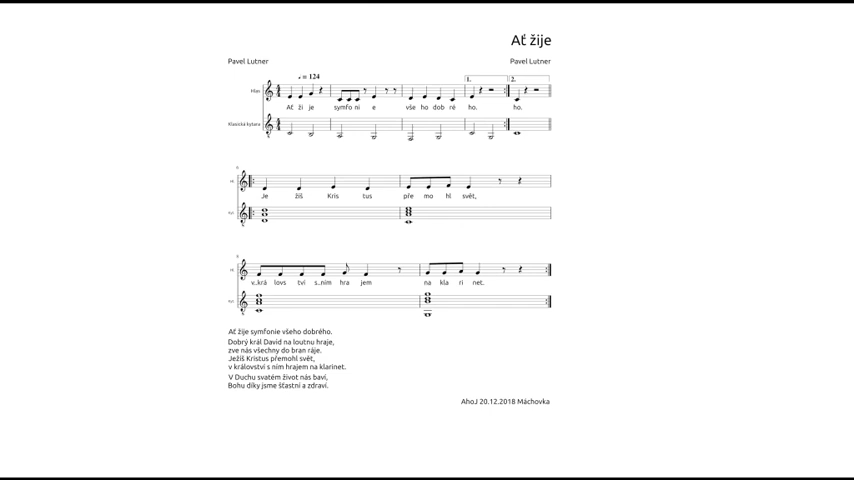 Ať žije
Pavel Lutner
Pavel Lutner
= 124
1.
2.
Hlas
Ať ži je symfo ni e vše ho dob ré ho. ho.
Klasická kytara
Je žiš Kris tus pře mo hl svět,
v..krá lovs tví s..ním hra jem na kla ri net.
Ať žije symfonie všeho dobrého.
Dobrý král David na loutnu hraje,
zve nás všechny do bran ráje.
Ježíš Kristus přemohl svět,
v království s ním hrajem na klarinet.
V Duchu svatém život nás baví,
Bohu díky jsme šťastní a zdraví.
AhoJ 20.12.2018 Máchovka